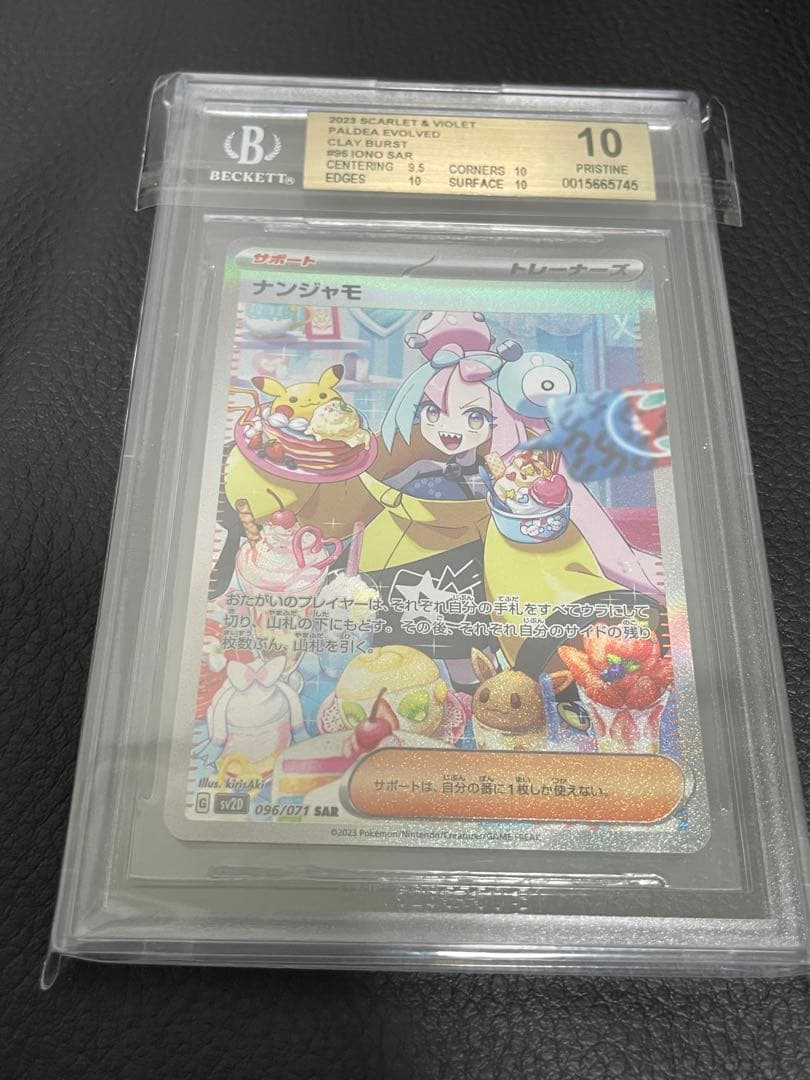 2023 SCARLET & VIOLET
PALDEA EVOLVED
CLAY BURST
#96 IONO SAR
CENTERING 9.5 CORNERS 10
EDGES 10 SURFACE 10
10
PRISTINE
0015665745
B
BECKETT®
サポート トレーナーズ
ナンジャモ
おたがいのプレイヤーは、それぞれ自分の手札をすべてウラにして
切り、山札の下にもどす。その後、それぞれ自分のサイドの残り
枚数ぶん、山札を引く。
サポートは、自分の番に1枚しか使えない。
Illus. kirisAki
G sv2D 096/071 SAR
©2023 Pokémon/Nintendo/Creatures/GAME FREAK